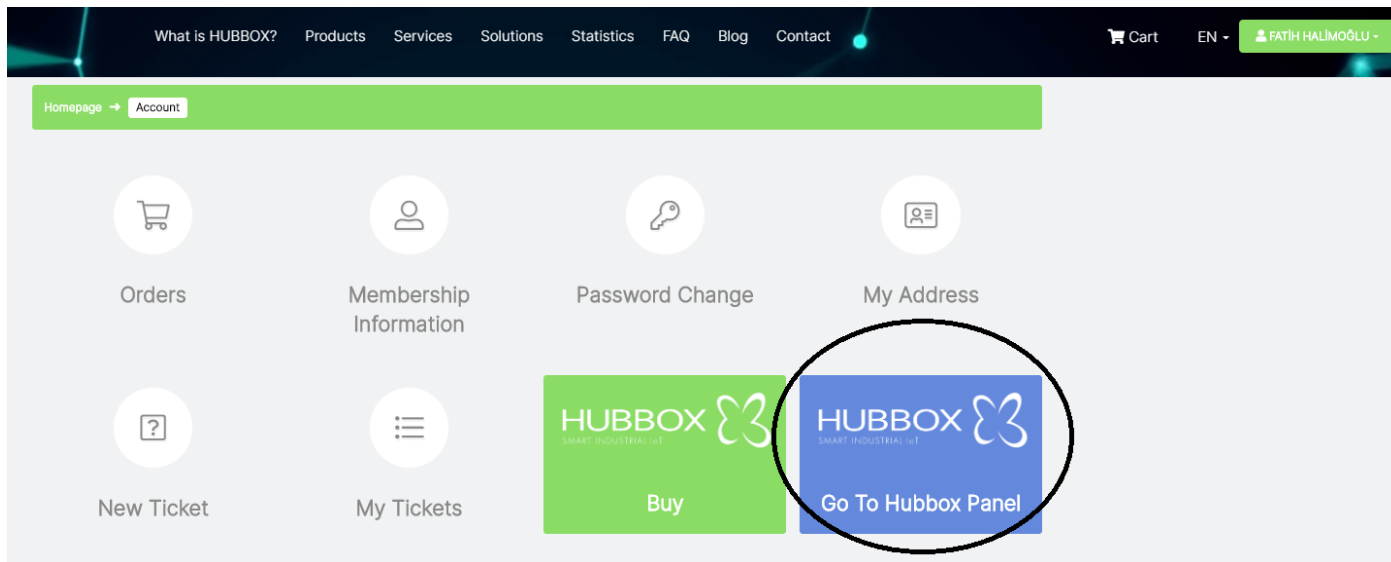 What is HUBBOX? Products Services Solutions Statistics FAQ Blog Contact Cart EN FATİH HALİMOĞLU
Homepage → Account
Orders
Membership
Information
Password Change
My Address
New Ticket
My Tickets
HUBBOX
SMART INDUSTRIAL IoT
Buy
HUBBOX
SMART INDUSTRIAL IoT
Go To Hubbox Panel